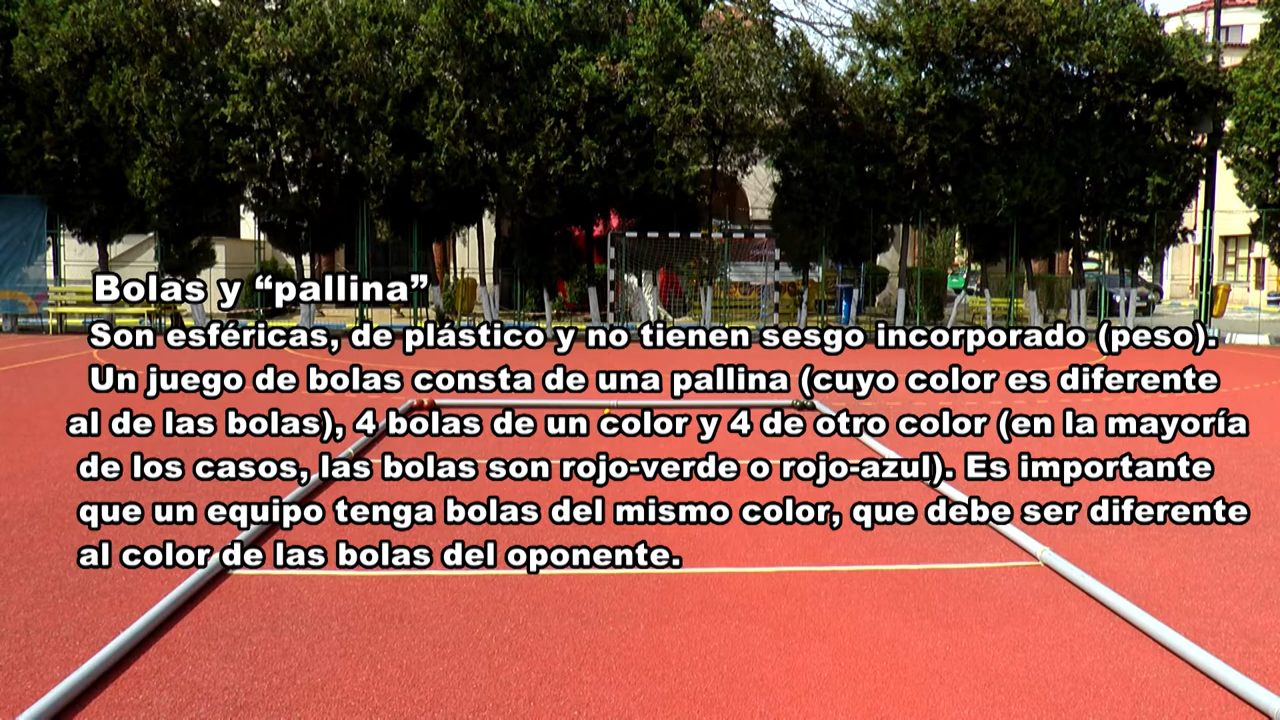 Bolas y “pallina”
Son esféricas, de plástico y no tienen sesgo incorporado (peso).
Un juego de bolas consta de una pallina (cuyo color es diferente
al de las bolas), 4 bolas de un color y 4 de otro color (en la mayoría
de los casos, las bolas son rojo-verde o rojo-azul). Es importante
que un equipo tenga bolas del mismo color, que debe ser diferente
al color de las bolas del oponente.